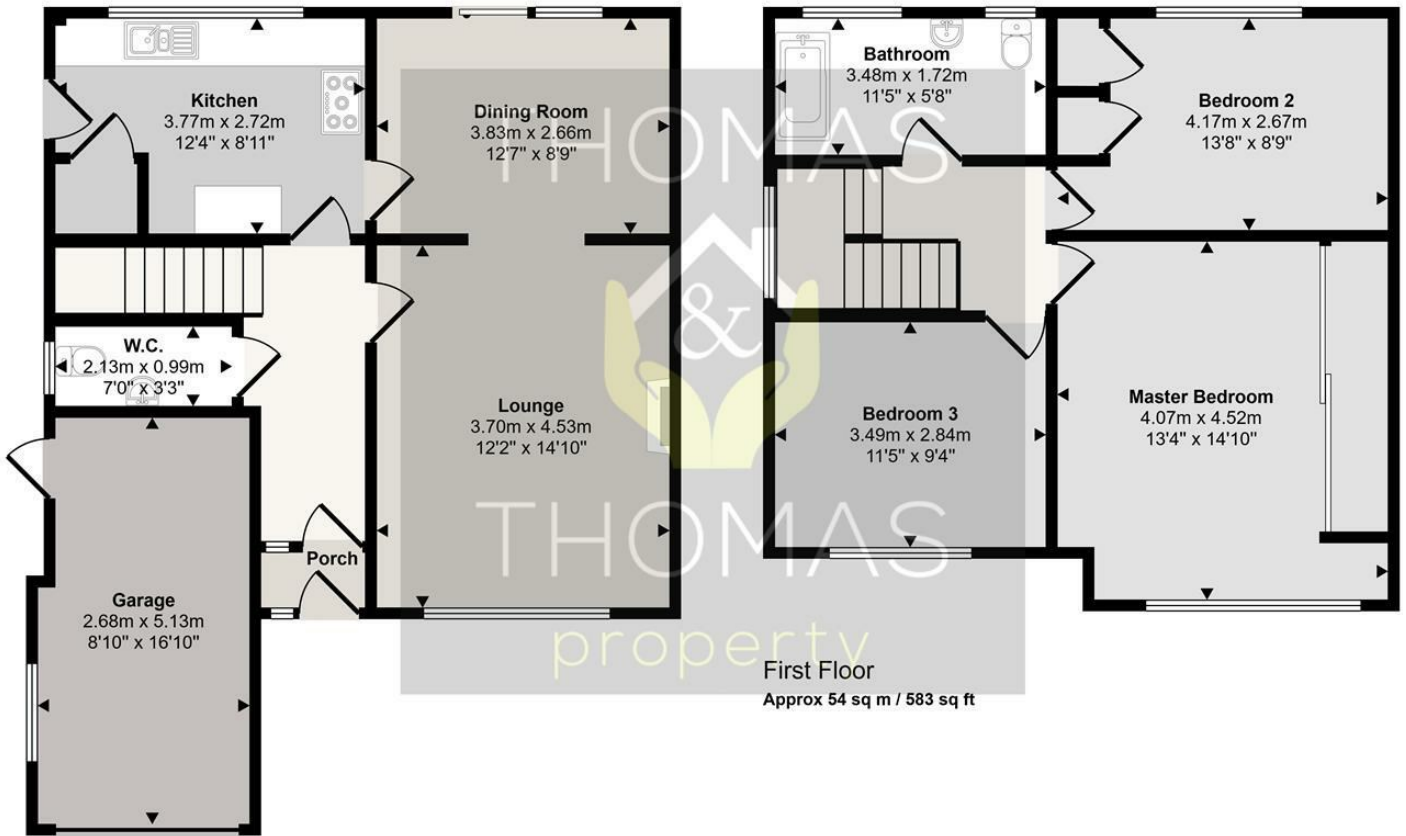 Kitchen
3.77m x 2.72m
12'4" x 8'11"
Dining Room
3.83m x 2.66m
12'7" x 8'9"
W.C.
2.13m x 0.99m
7'0" x 3'3"
Lounge
3.70m x 4.53m
12'2" x 14'10"
Porch
Garage
2.68m x 5.13m
8'10" x 16'10"
Bathroom
3.48m x 1.72m
11'5" x 5'8"
Bedroom 2
4.17m x 2.67m
13'8" x 8'9"
Master Bedroom
4.07m x 4.52m
13'4" x 14'10"
Bedroom 3
3.49m x 2.84m
11'5" x 9'4"
First Floor
Approx 54 sq m / 583 sq ft
THOMAS
&
THOMAS
property